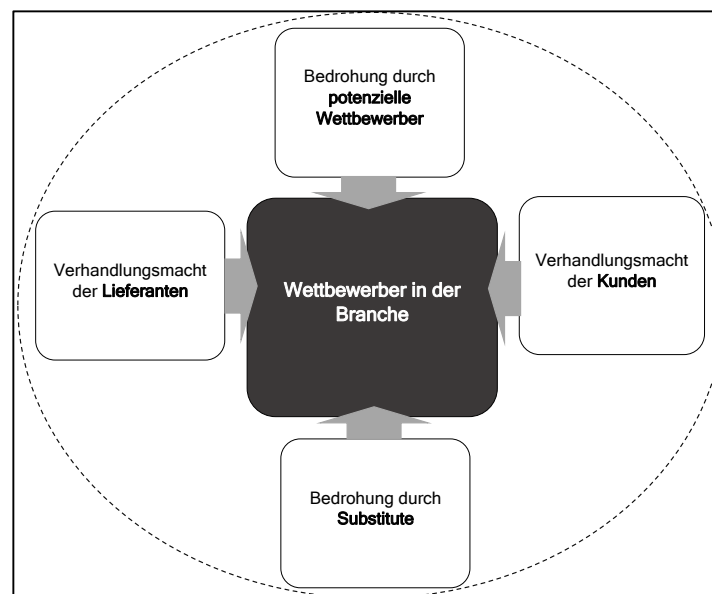 Bedrohung durch
potenzielle
Wettbewerber
Verhandlungsmacht
der Lieferanten
Wettbewerber in der
Branche
Verhandlungsmacht
der Kunden
Bedrohung durch
Substitute